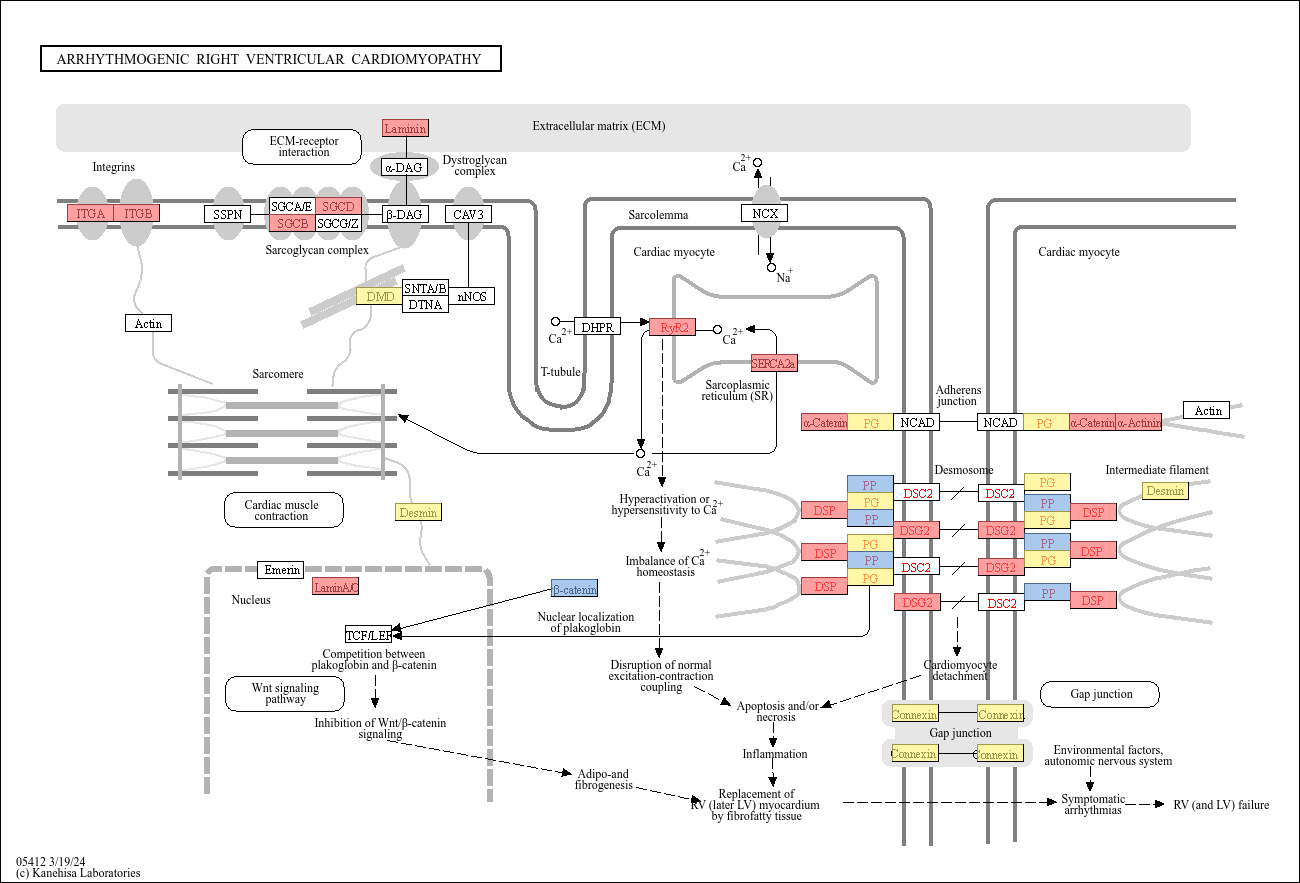 ARRHYTHMOGENIC RIGHT VENTRICULAR CARDIOMYOPATHY
Extracellular matrix (ECM)
Laminin
ECM-receptor
interaction
Integrins
α-DAG
Dystroglycan
complex
Ca2+
ITGA
ITGB
SSPN
SGCA/E
SGCD
SGCB
SGCG/Z
β-DAG
CAV3
Sarcolemma
NCX
Sarcoglycan complex
Cardiac myocyte
Cardiac myocyte
Na+
DMD
SNTA/B
DTNA
nNOS
Actin
DHPR
RyR2
Ca2+
Ca2+
SERCA2a
T-tubule
Sarcomere
Sarcoplasmic
reticulum (SR)
Adherens
junction
Actin
α-Catenin
PG
NCAD
NCAD
PG
α-Catenin
α-Actinin
Ca2+
Desmosome
Intermediate filament
PP
DSC2
DSC2
PG
Desmin
Cardiac muscle
contraction
Desmin
Hyperactivation or
hypersensitivity to Ca2+
DSP
PG
PP
PP
PG
DSP
DSG2
DSG2
Imbalance of Ca2+
homeostasis
DSP
PG
PP
PG
DSC2
DSG2
PP
PG
DSP
Emerin
LaminA/C
Nucleus
β-catenin
DSP
DSG2
DSC2
PP
DSP
Nuclear localization
of plakoglobin
TCF/LEF
Competition between
plakoglobin and β-catenin
Disruption of normal
excitation-contraction
coupling
Cardiomyocyte
detachment
Wnt signaling
pathway
Gap junction
Inhibition of Wnt/β-catenin
signaling
Apoptosis and/or
necrosis
Connexin
Connexin
Gap junction
Inflammation
Connexin
Connexin
Environmental factors,
autonomic nervous system
Adipo-and
fibrogenesis
Replacement of
RV (later LV) myocardium
by fibrofatty tissue
Symptomatic
arrhythmias
RV (and LV) failure
05412 3/19/24
(c) Kanehisa Laboratories